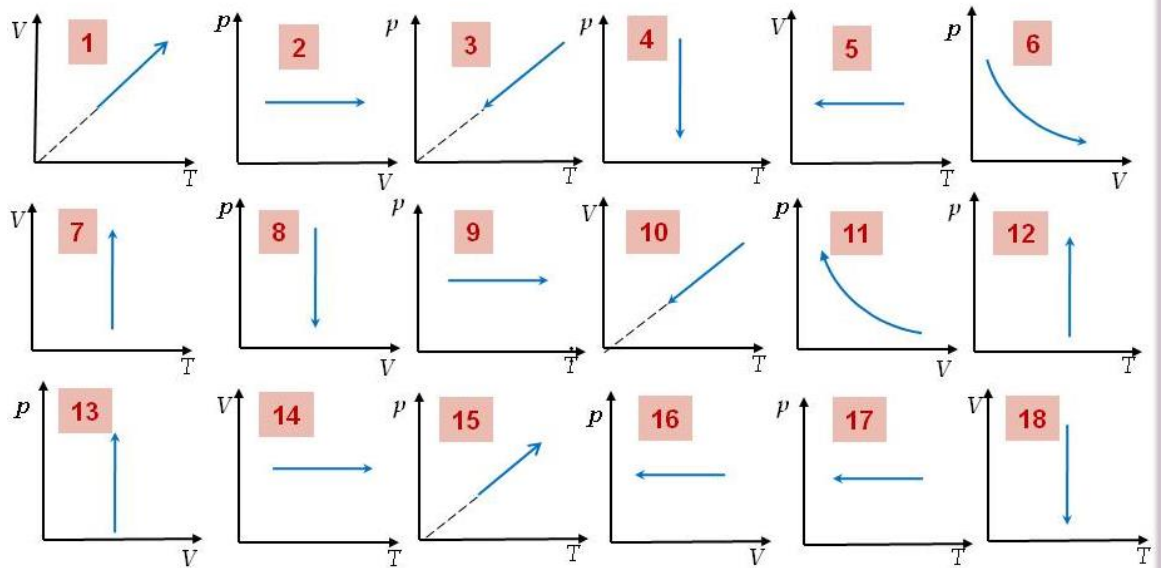 V 1 T
p 2 V
p 3 T
p 4 T
V 5 T
p 6 V
V 7 T
p 8 V
p 9 T
V 10 T
p 11 V
p 12 T
p 13 V
V 14 T
p 15 T
p 16 V
p 17 T
V 18 T